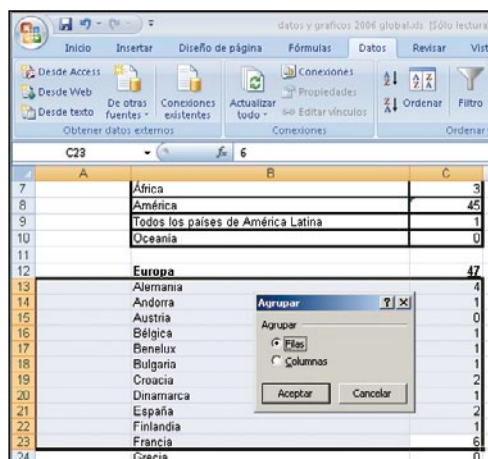 datos y graficos 2006 global.xls [Sólo lectura
Inicio Insertar Diseño de página Fórmulas Datos Revisar Vist
Desde Access
Desde Web
Desde texto
De otras fuentes
Conexiones existentes
Obtener datos externos
Actualizar todo
Conexiones
Propiedades
Editar vínculos
Conexiones
Ordenar
Filtro
Ordenar
C23 fx 6
A B C
7 África 3
8 América 45
9 Todos los países de América Latina 1
10 Oceania 0
11
12 Europa 47
13 Alemania 4
14 Andorra 1
15 Austria 0
16 Bélgica 1
17 Benelux 1
18 Bulgaria 1
19 Croacia 2
20 Dinamarca 1
21 España 2
22 Finlandia 1
23 Francia 6
24 Grecia 0
Agrupar
Agrupar
Filas
Columnas
Aceptar Cancelar